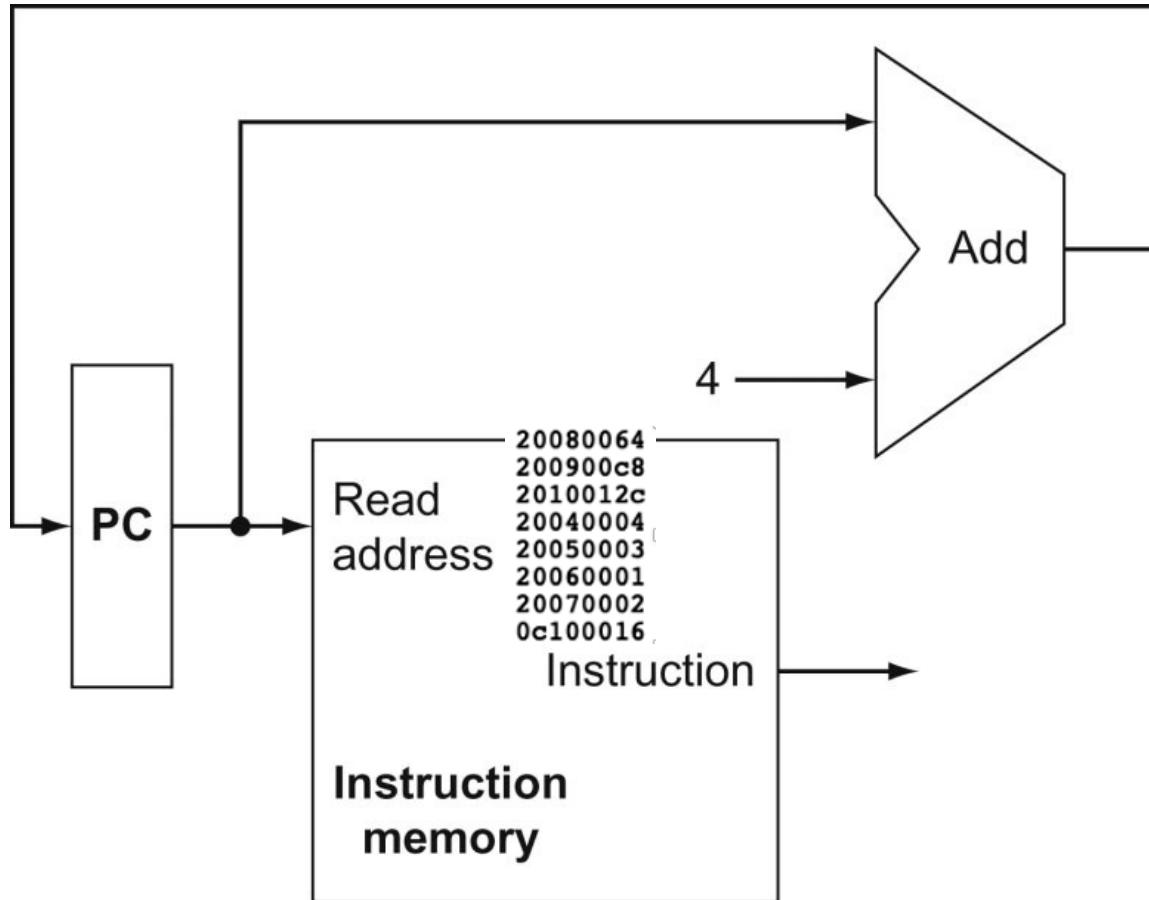 Add
4
20080064
200900c8
2010012c
20040004
20050003
20060001
20070002
0c100016
Read
address
PC
Instruction
Instruction
memory